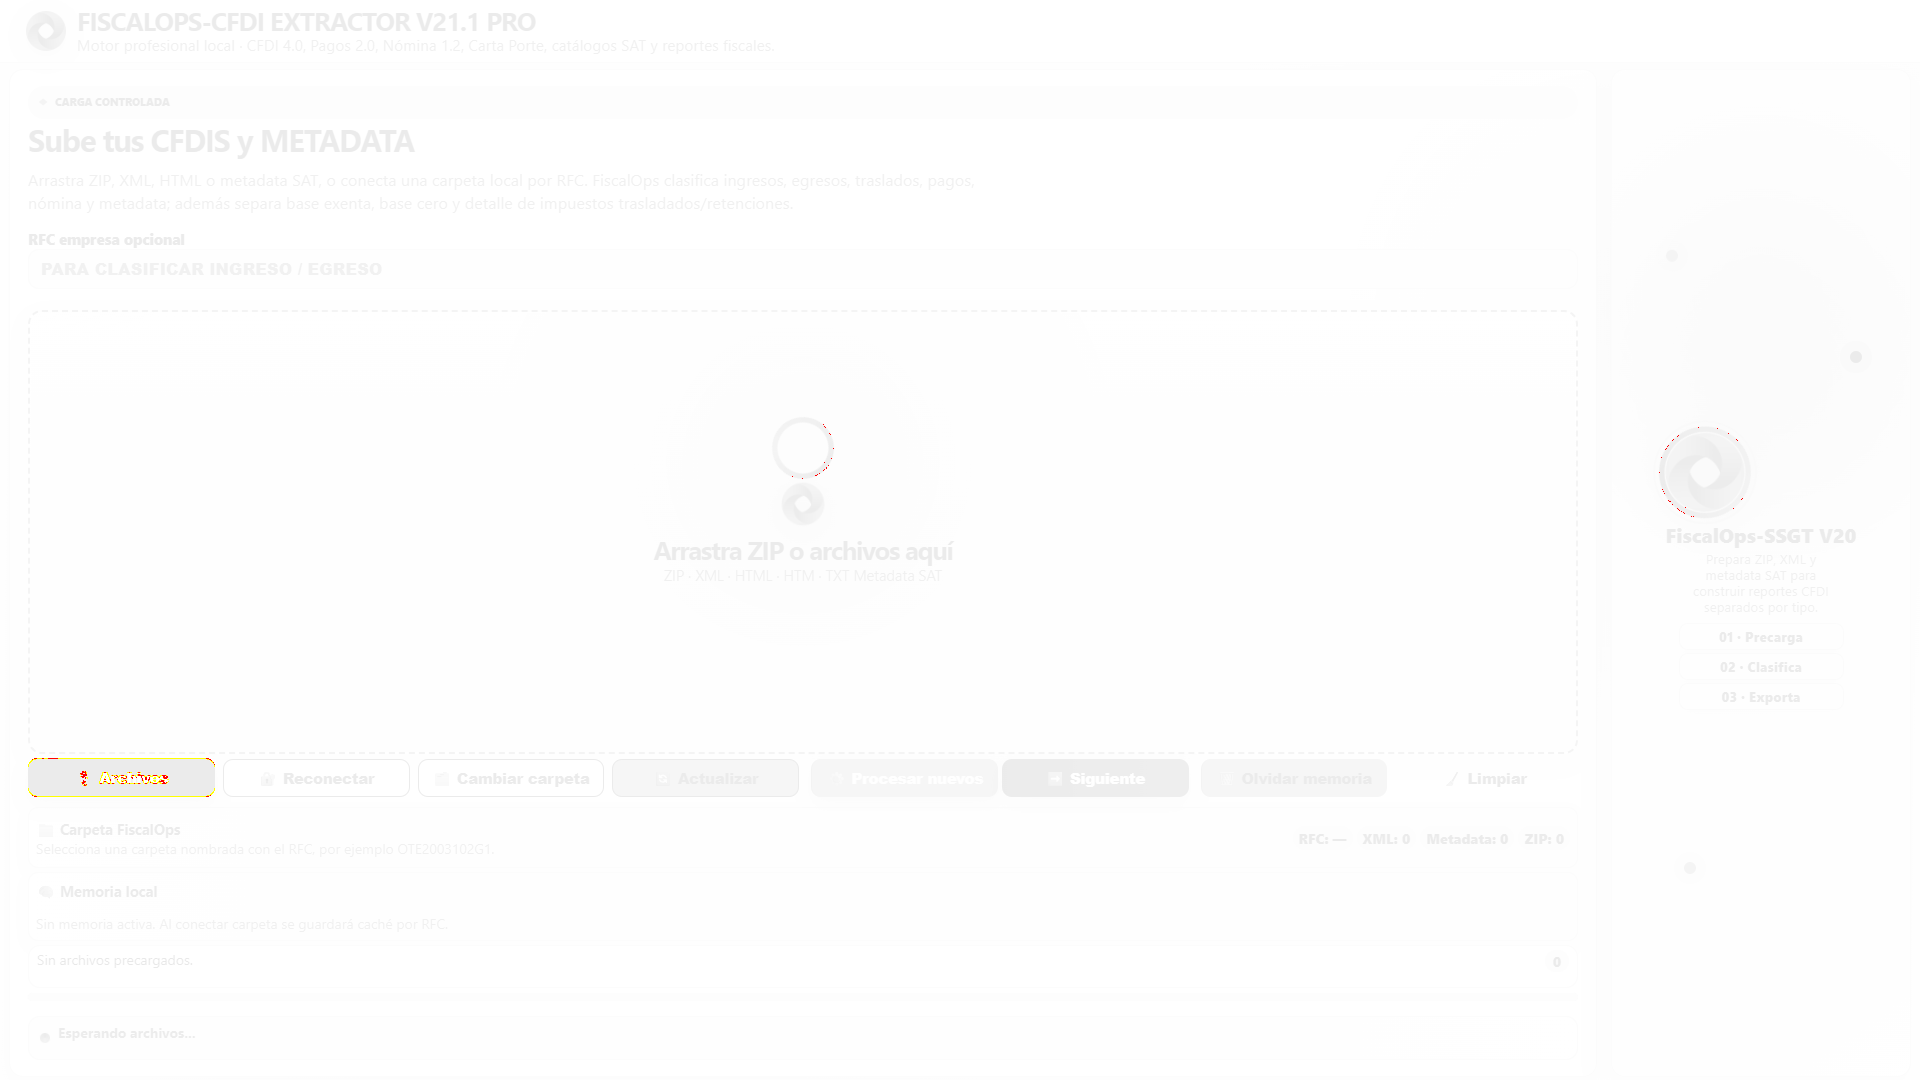 FISCALOPS-CFDI EXTRACTOR V21.1 PRO
Motor profesional local · CFDI 4.0, Pagos 2.0, Nómina 1.2, Carta Porte, catálogos SAT y reportes fiscales.
CARGA CONTROLADA
Sube tus CFDIS y METADATA
Arrastra ZIP, XML, HTML o metadata SAT, o conecta una carpeta local por RFC. FiscalOps clasifica ingresos, egresos, traslados, pagos,
nómina y metadata; además separa base exenta, base cero y detalle de impuestos trasladados/retenciones.
RFC empresa opcional
PARA CLASIFICAR INGRESO / EGRESO
Arrastra ZIP o archivos aquí
ZIP · XML · HTML · HTM · TXT Metadata SAT
Archivos
Reconectar
Cambiar carpeta
Actualizar
Procesar nuevos
Siguiente
Olvidar memoria
Limpiar
Carpeta FiscalOps
Selecciona una carpeta nombrada con el RFC, por ejemplo OTE2003102G1.
RFC: —
XML: 0
Metadata: 0
ZIP: 0
Memoria local
Sin memoria activa. Al conectar carpeta se guardará caché por RFC.
Sin archivos precargados.
0
Esperando archivos...
FiscalOps-SSGT V20
Prepara ZIP, XML y
metadata SAT para
construir reportes CFDI
separados por tipo.
01 · Precarga
02 · Clasifica
03 · Exporta